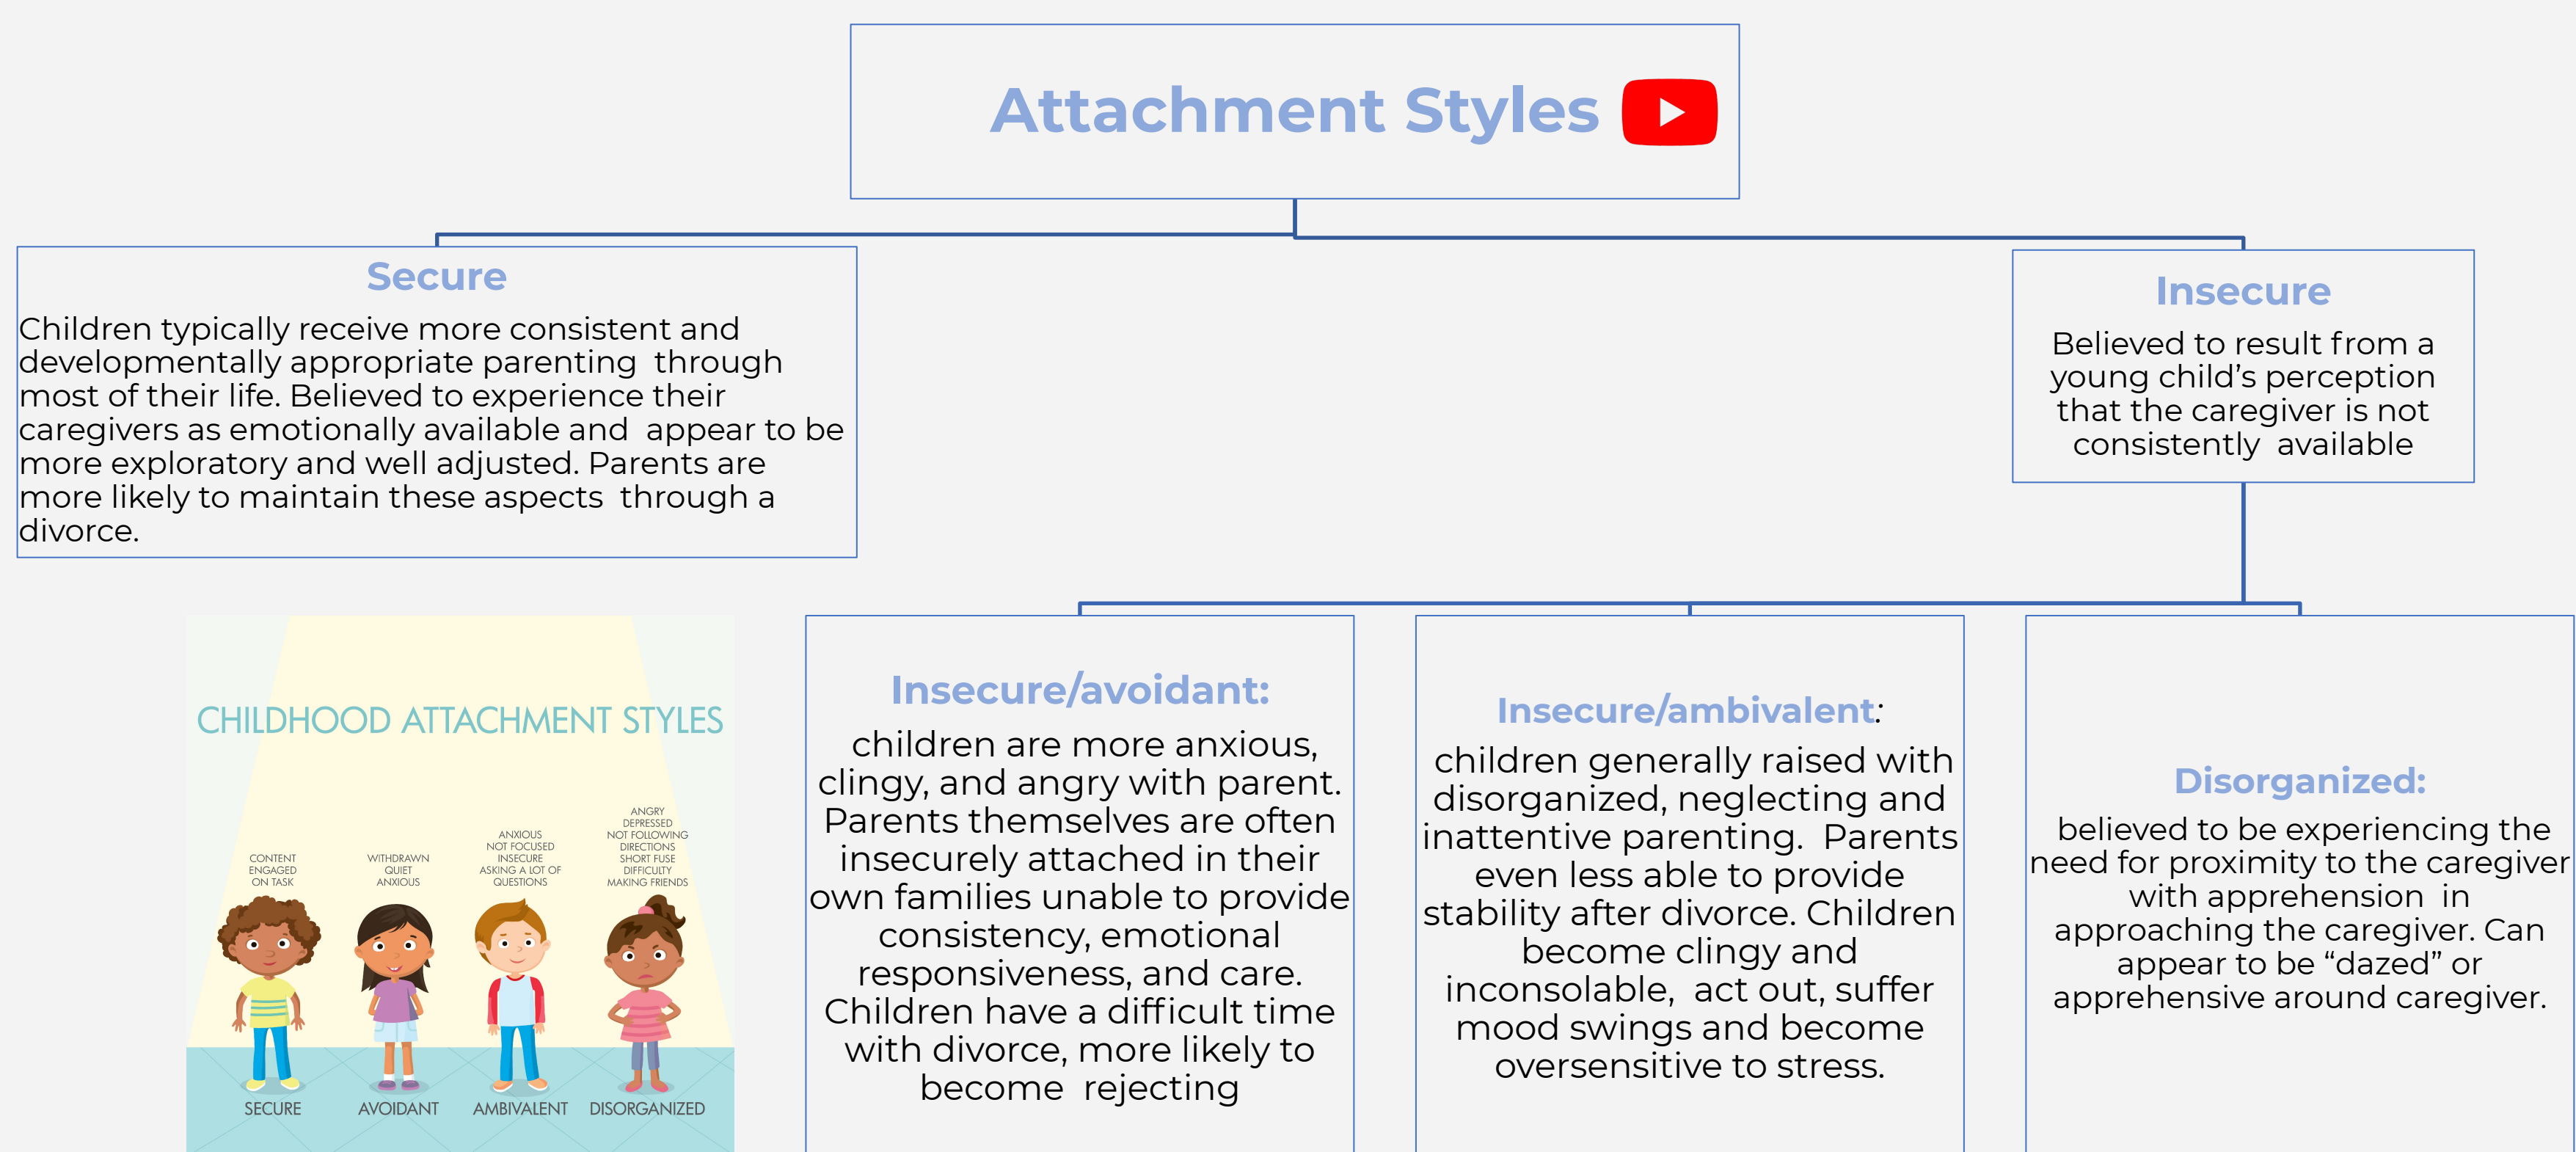 Attachment Styles
Secure
Children typically receive more consistent and
developmentally appropriate parenting through
most of their life. Believed to experience their
caregivers as emotionally available and appear to be
more exploratory and well adjusted. Parents are
more likely to maintain these aspects through a
divorce.
Insecure
Believed to result from a
young child’s perception
that the caregiver is not
consistently available
CHILDHOOD ATTACHMENT STYLES
CONTENT
ENGAGED
ON TASK
WITHDRAWN
QUIET
ANXIOUS
ANXIOUS
NOT FOCUSED
INSECURE
ASKING A LOT OF
QUESTIONS
ANGRY
DEPRESSED
NOT FOLLOWING
DIRECTIONS
SHORT FUSE
DIFFICULTY
MAKING FRIENDS
SECURE
AVOIDANT
AMBIVALENT
DISORGANIZED
Insecure/avoidant:
children are more anxious,
clingy, and angry with parent.
Parents themselves are often
insecurely attached in their
own families unable to provide
consistency, emotional
responsiveness, and care.
Children have a difficult time
with divorce, more likely to
become rejecting
Insecure/ambivalent:
children generally raised with
disorganized, neglecting and
inattentive parenting. Parents
even less able to provide
stability after divorce. Children
become clingy and
inconsolable, act out, suffer
mood swings and become
oversensitive to stress.
Disorganized:
believed to be experiencing the
need for proximity to the caregiver
with apprehension in
approaching the caregiver. Can
appear to be “dazed” or
apprehensive around caregiver.